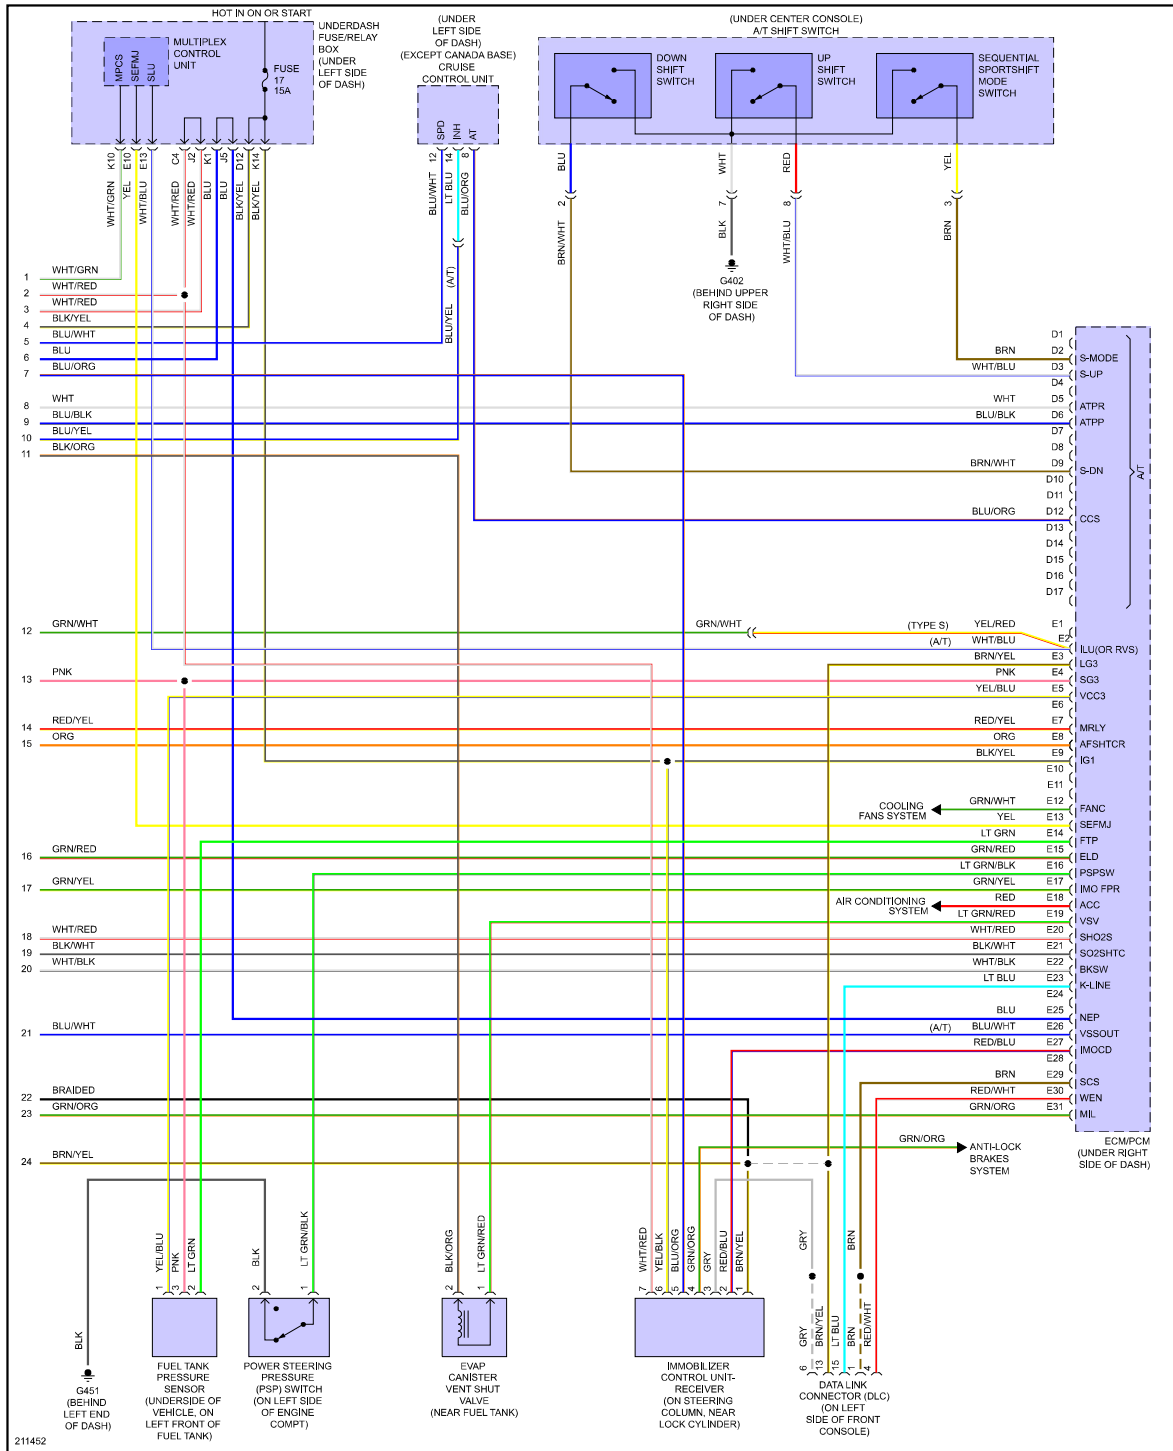 HOT IN ON OR START
UNDERDASH
FUSE/RELAY
BOX
(UNDER
LEFT SIDE
OF DASH)
MULTIPLEX
CONTROL
UNIT
MPCS
SEFMJ
SLU
FUSE
17
15A
(UNDER
LEFT SIDE
OF DASH)
(EXCEPT CANADA BASE)
CRUISE
CONTROL UNIT
SPD
INH
AT
(UNDER CENTER CONSOLE)
A/T SHIFT SWITCH
DOWN
SHIFT
SWITCH
UP
SHIFT
SWITCH
SEQUENTIAL
SPORTSHIFT
MODE
SWITCH
K10
E10
E13
C4
J2
K1
J5
D12
K14
WHT/GRN
YEL
WHT/BLU
WHT/RED
WHT/RED
BLU
BLU
BLK/YEL
BLK/YEL
12
14
8
BLU/WHT
LT BLU
BLU/ORG
(A/T)
BLU/YEL
BLU
WHT
RED
YEL
2
7
8
3
BRN/WHT
BLK
WHT/BLU
BRN
G402
(BEHIND UPPER
RIGHT SIDE
OF DASH)
1 WHT/GRN
2 WHT/RED
3 WHT/RED
4 BLK/YEL
5 BLU/WHT
6 BLU
7 BLU/ORG
8 WHT
9 BLU/BLK
10 BLU/YEL
11 BLK/ORG
12 GRN/WHT
13 PNK
14 RED/YEL
15 ORG
16 GRN/RED
17 GRN/YEL
18 WHT/RED
19 BLK/WHT
20 WHT/BLK
21 BLU/WHT
22 BRAIDED
23 GRN/ORG
24 BRN/YEL
D1
BRN D2 S-MODE
WHT/BLU D3 S-UP
D4
WHT D5 ATPR
BLU/BLK D6 ATPP
D7
D8
BRN/WHT D9 S-DN
D10
D11
BLU/ORG D12 CCS
D13
D14
D15
D16
D17
A/T
GRN/WHT
(TYPE S) YEL/RED E1
(A/T) WHT/BLU E2 ILU(OR RVS)
BRN/YEL E3 LG3
PNK E4 SG3
YEL/BLU E5 VCC3
E6
RED/YEL E7 MRLY
ORG E8 AFSHTCR
BLK/YEL E9 IG1
E10
E11
COOLING
FANS SYSTEM
GRN/WHT E12 FANC
YEL E13 SEFMJ
LT GRN E14 FTP
GRN/RED E15 ELD
LT GRN/BLK E16 PSPSW
GRN/YEL E17 IMO FPR
AIR CONDITIONING
SYSTEM
RED E18 ACC
LT GRN/RED E19 VSV
WHT/RED E20 SHO2S
BLK/WHT E21 SO2SHTC
WHT/BLK E22 BKSW
LT BLU E23 K-LINE
E24
BLU E25 NEP
(A/T) BLU/WHT E26 VSSOUT
RED/BLU E27 IMOCD
E28
BRN E29 SCS
RED/WHT E30 WEN
GRN/ORG E31 MIL
ECM/PCM
(UNDER RIGHT
SIDE OF DASH)
GRN/ORG
ANTI-LOCK
BRAKES
SYSTEM
YEL/BLU
PNK
LT GRN
BLK
LT GRN/BLK
BLK/ORG
LT GRN/RED
WHT/RED
YEL/BLK
BLU/ORG
GRN/ORG
GRY
RED/BLU
BRN/YEL
GRY
BRN
1
3
2
2
1
2
1
7
6
5
4
3
2
1
GRY
BRN/YEL
LT BLU
BRN
RED/WHT
6
13
15
1
4
BLK
G451
(BEHIND
LEFT END
OF DASH)
FUEL TANK
PRESSURE
SENSOR
(UNDERSIDE OF
VEHICLE, ON
LEFT FRONT OF
FUEL TANK)
POWER STEERING
PRESSURE
(PSP) SWITCH
(ON LEFT SIDE
OF ENGINE
COMPT)
EVAP
CANISTER
VENT SHUT
VALVE
(NEAR FUEL TANK)
IMMOBILIZER
CONTROL UNIT-
RECEIVER
(ON STEERING
COLUMN, NEAR
LOCK CYLINDER)
DATA LINK
CONNECTOR (DLC)
(ON LEFT
SIDE OF FRONT
CONSOLE)
211452